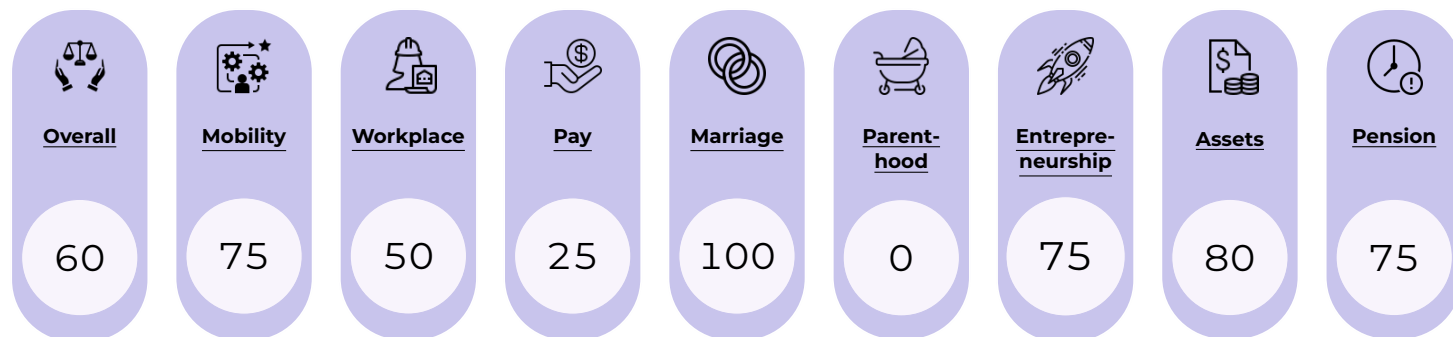 Overall
60
Mobility
75
Workplace
50
$
Pay
25
Marriage
100
Parent-
hood
0
Entrepre-
neurship
75
$
Assets
80
Pension
75